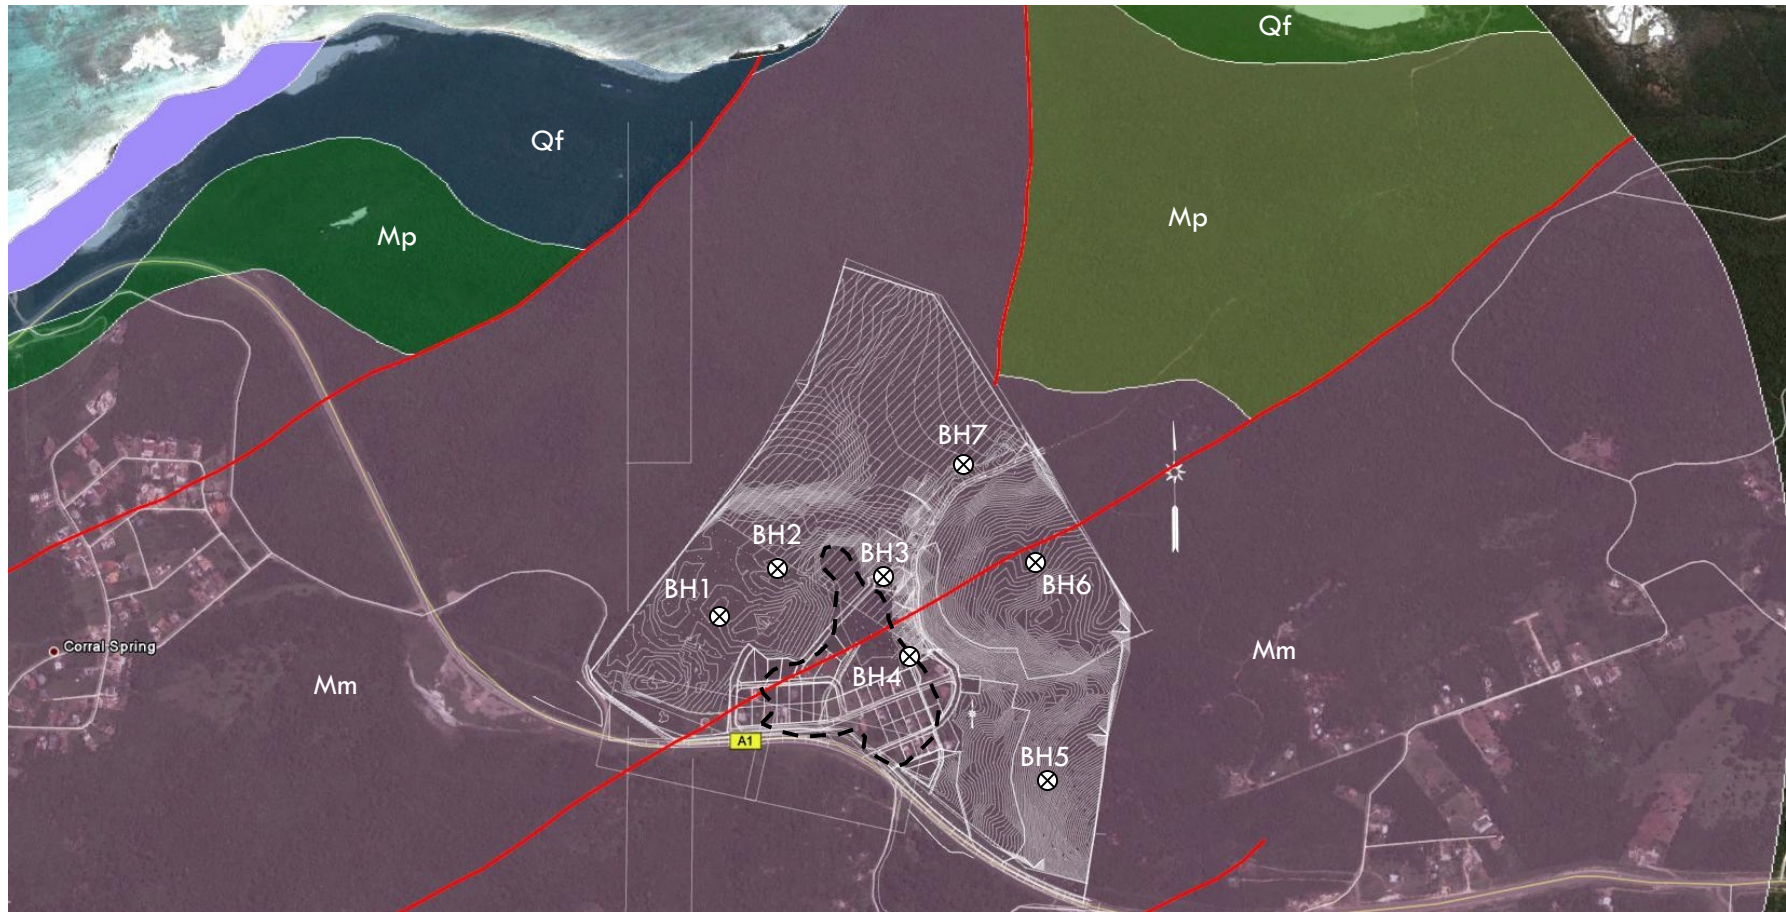 Qf
Qf
Mp
Mp
BH7
BH2
BH3
BH6
BH1
Corral Spring
Mm
BH4
Mm
A1
BH5